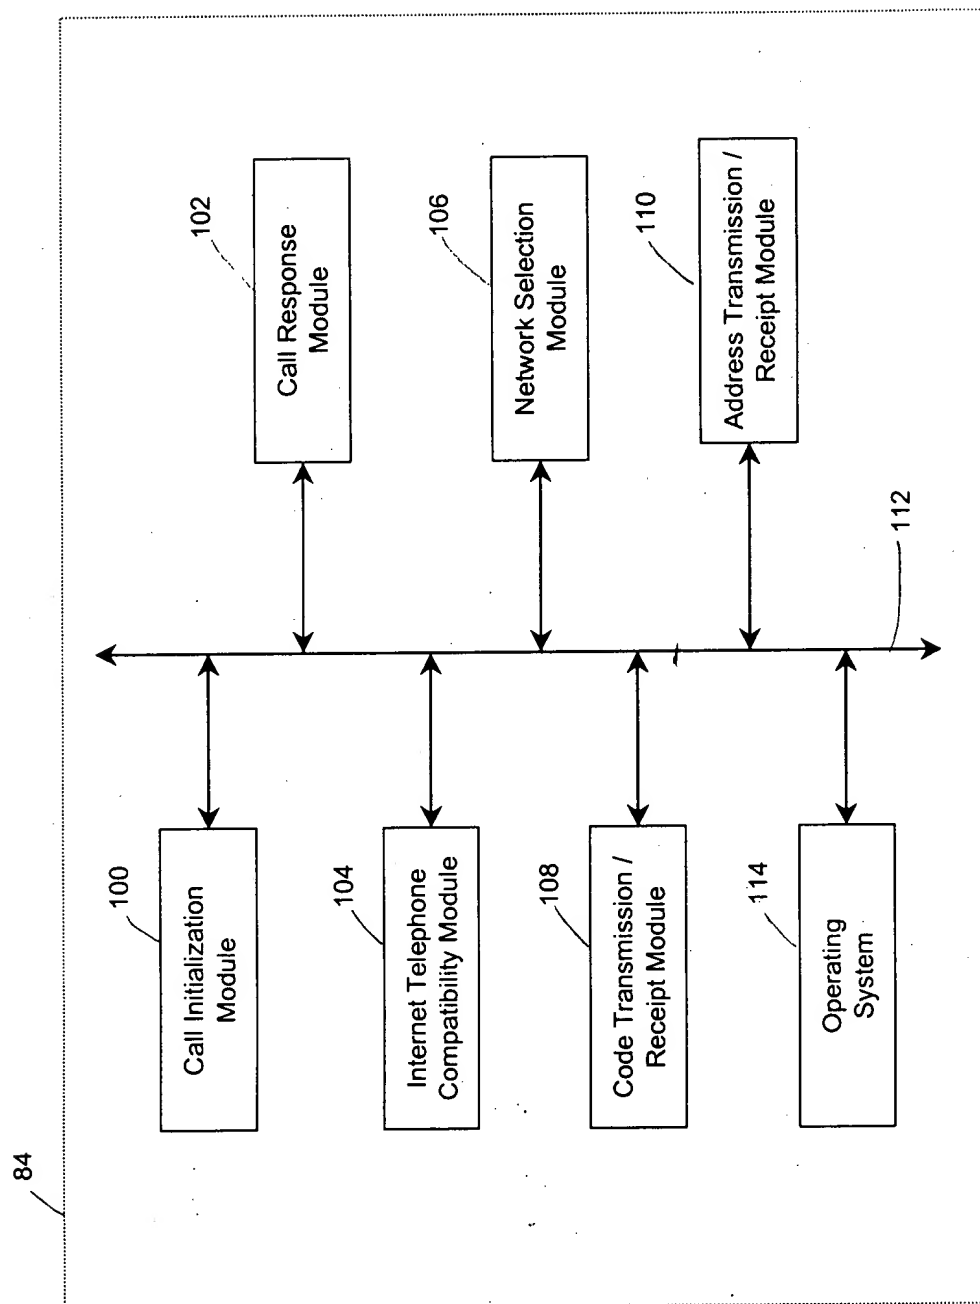 84
100
Call Initialization
Module
102
Call Response
Module
104
Internet Telephone
Compatibility Module
106
Network Selection
Module
108
Code Transmission /
Receipt Module
110
Address Transmission /
Receipt Module
114
Operating
System
112